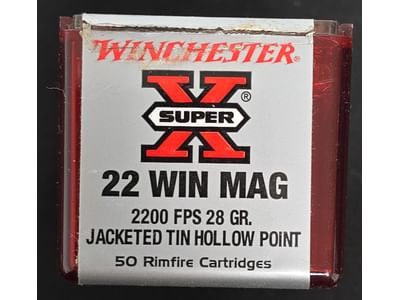 WINCHESTER
X
®
SUPER
22 WIN MAG
2200 FPS 28 GR.
JACKETED TIN HOLLOW POINT
50 Rimfire Cartridges